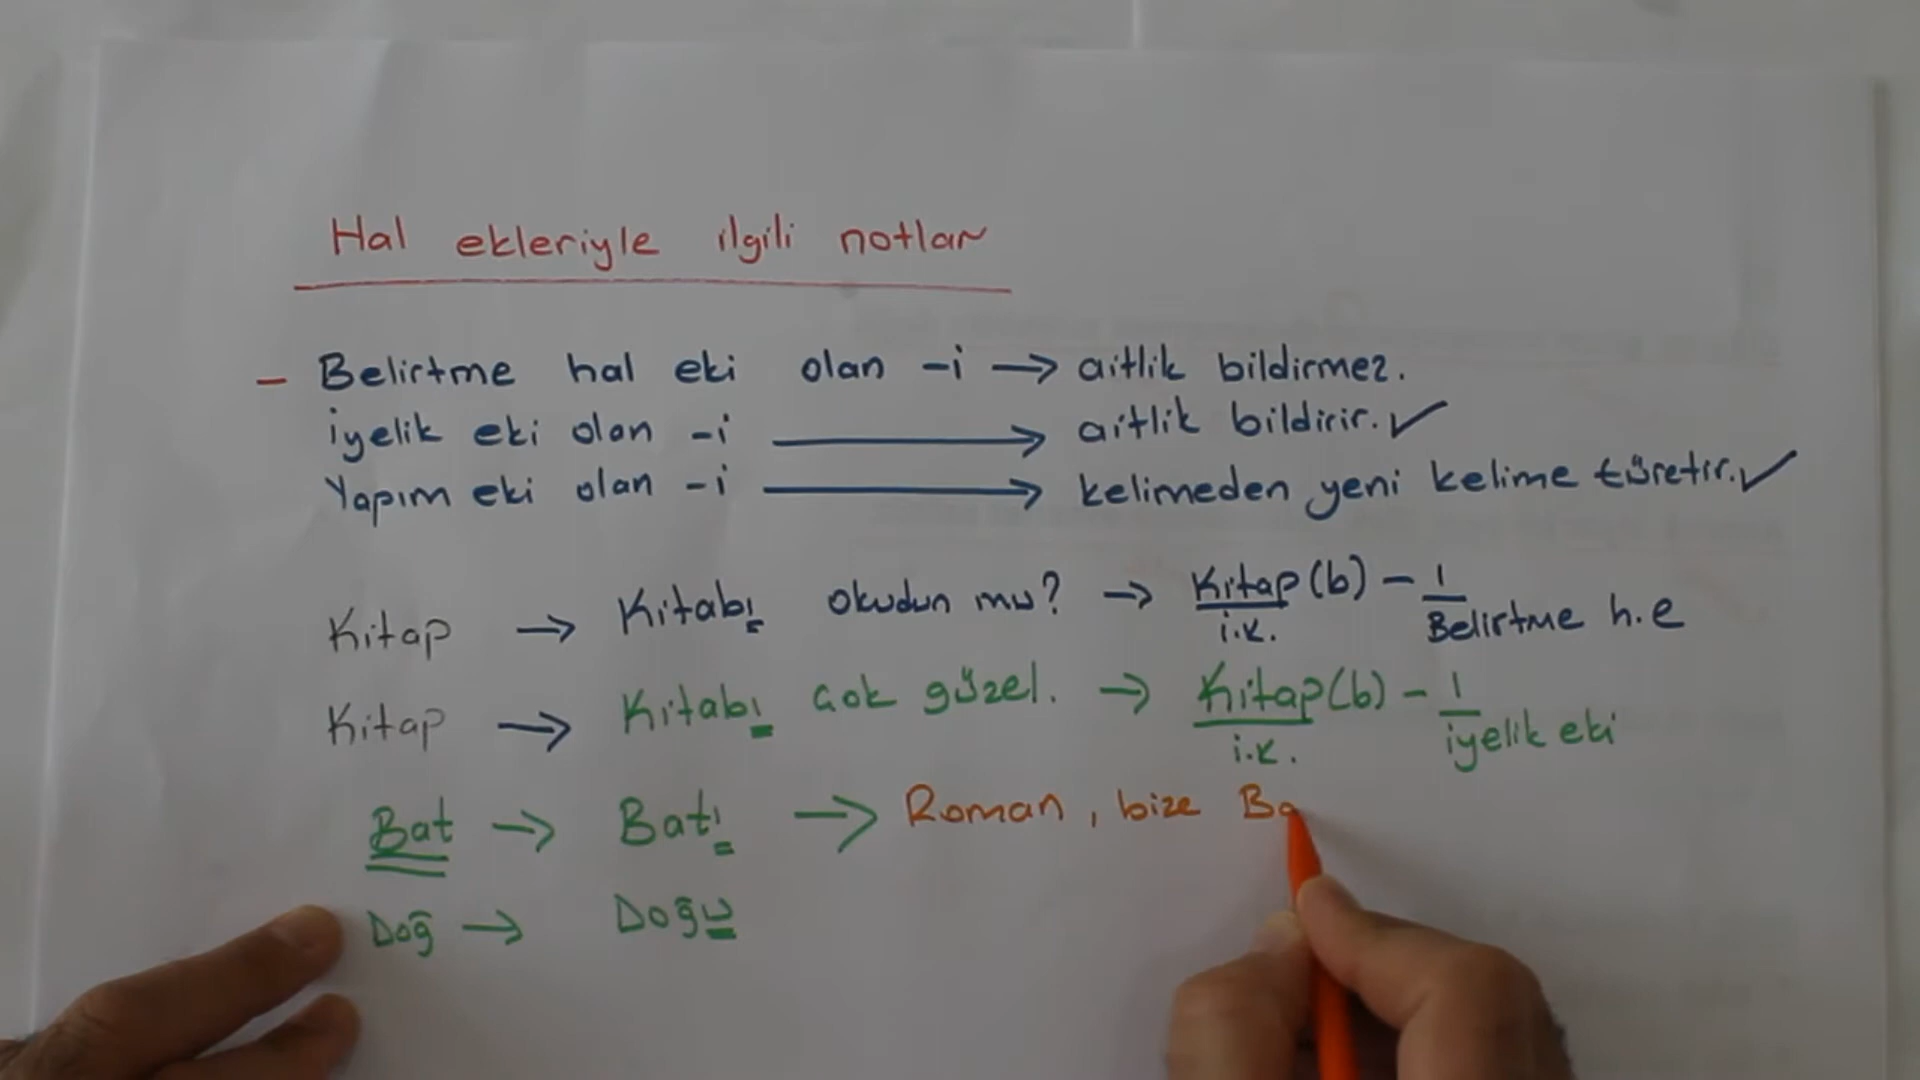 Hal ekleriyle ilgili notlar
- Belirtme hal eki olan -i → aitlik bildirmez.
İyelik eki olan -i → aitlik bildirir. ✓
Yapım eki olan -i → kelimeden yeni kelime türetir. ✓
Kitap → Kitabı okudun mu? → Kitap (b) - ı
i.k. Belirtme h.e
Kitap → Kitabı çok güzel. → Kitap (b) - ı
i.k. iyelik eki
Bat → Batı → Roman, bize Ba
Doğ → Doğu